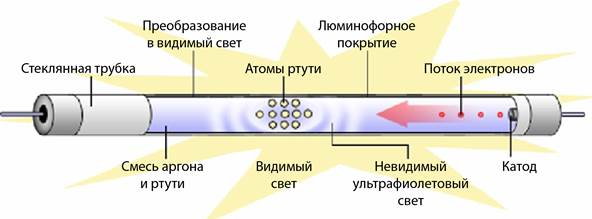 Преобразование
в видимый свет
Люминофорное
покрытие
Стеклянная трубка
Атомы ртути
Поток электронов
Смесь аргона
и ртути
Видимый
свет
Невидимый
ультрафиолетовый
свет
Катод